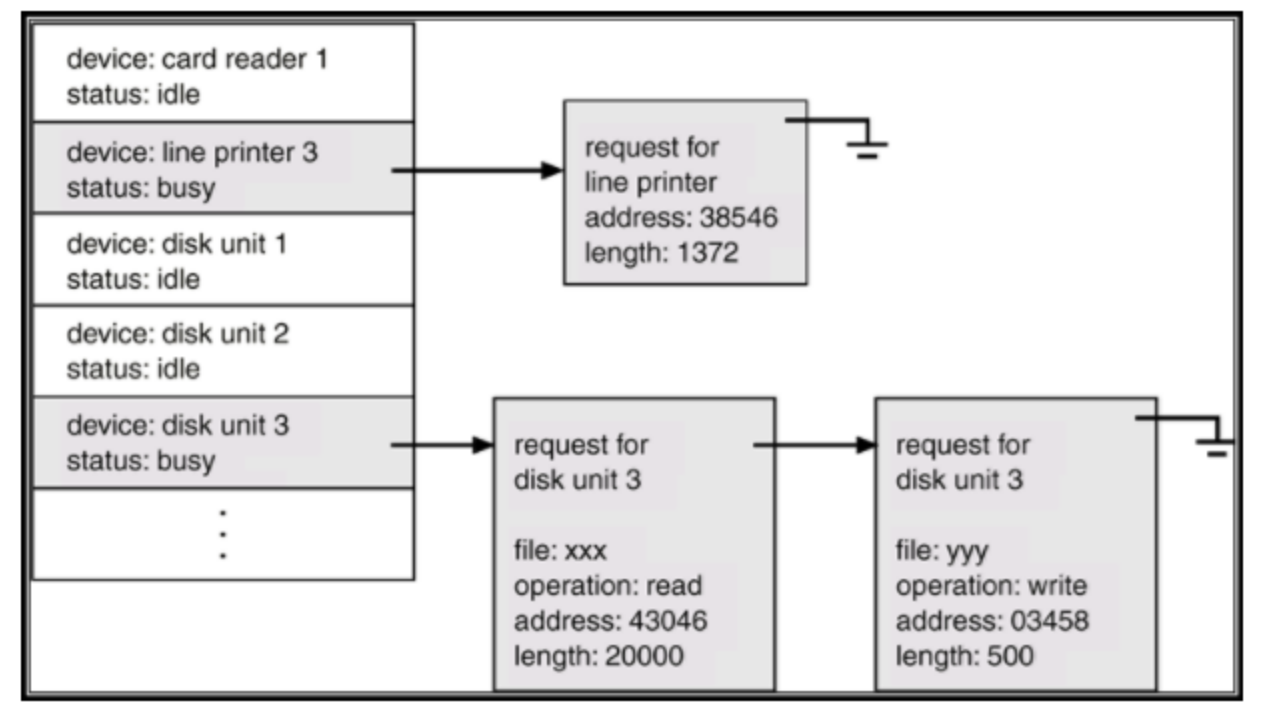 device: card reader 1
status: idle
device: line printer 3
status: busy
device: disk unit 1
status: idle
device: disk unit 2
status: idle
device: disk unit 3
status: busy
request for
line printer
address: 38546
length: 1372
request for
disk unit 3
file: xxx
operation: read
address: 43046
length: 20000
request for
disk unit 3
file: yyy
operation: write
address: 03458
length: 500